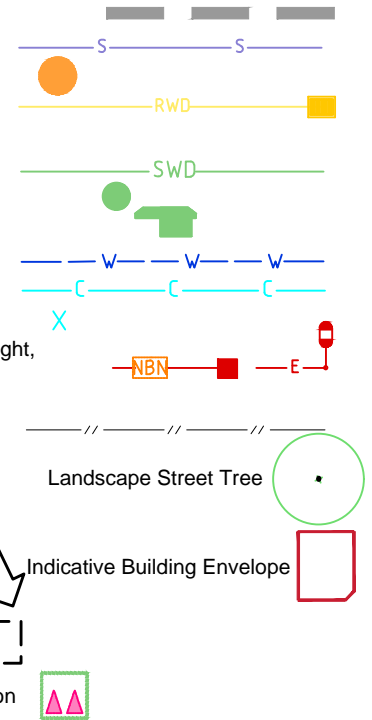 S S
RWD
SWD
W W W
C C C
X
ght,
NBN E
// // //
Landscape Street Tree
Indicative Building Envelope
on